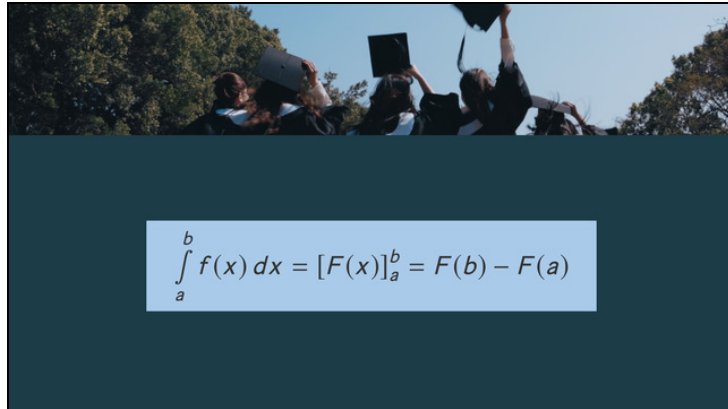 ∫_a^b f(x) dx = [F(x)]_a^b = F(b) − F(a)